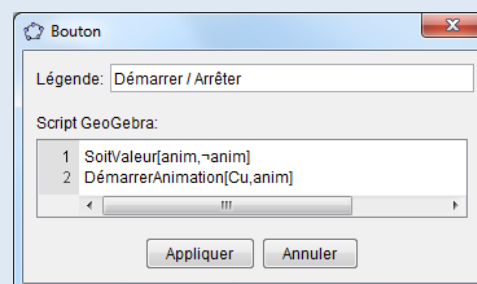 Bouton
Légende: Démarrer / Arrêter
Script GeoGebra:
1 SoitValeur[anim,¬anim]
2 DémarrerAnimation[Cu,anim]
Appliquer Annuler